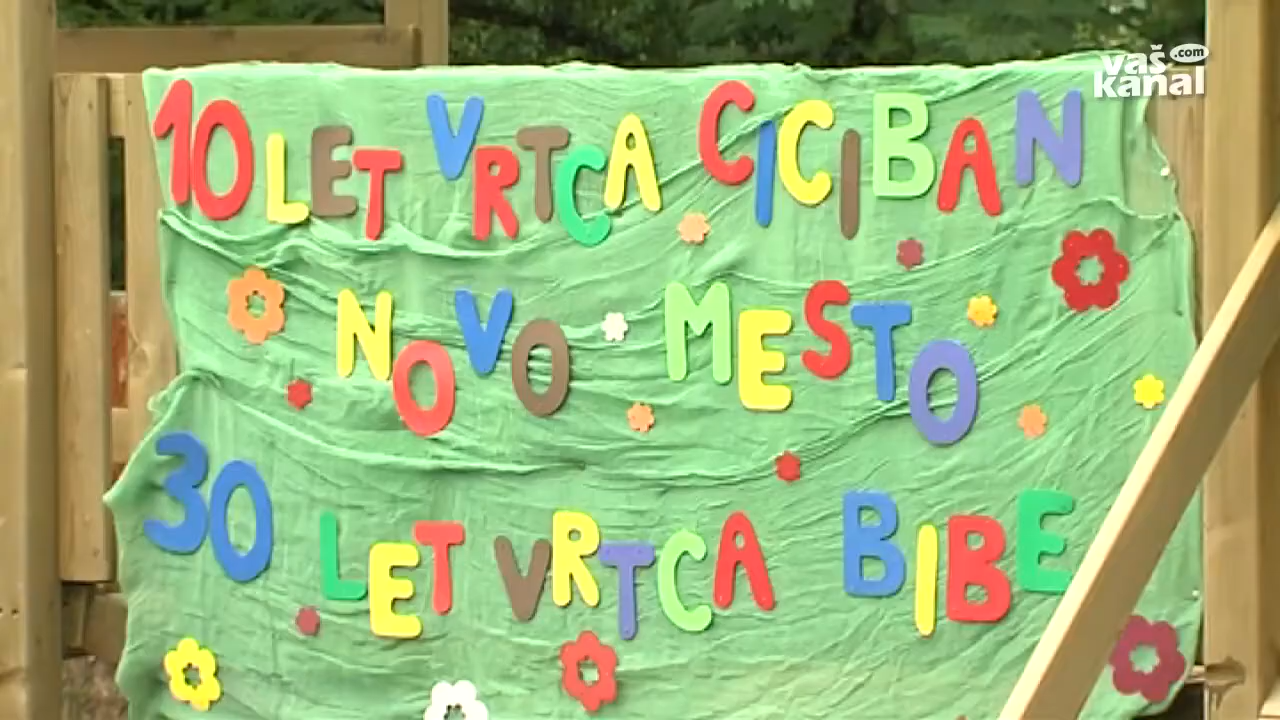 10 LET VRTCA CICIBAN
NOVO MESTO
30 LET VRTCA BIBE
vaš kanal .com